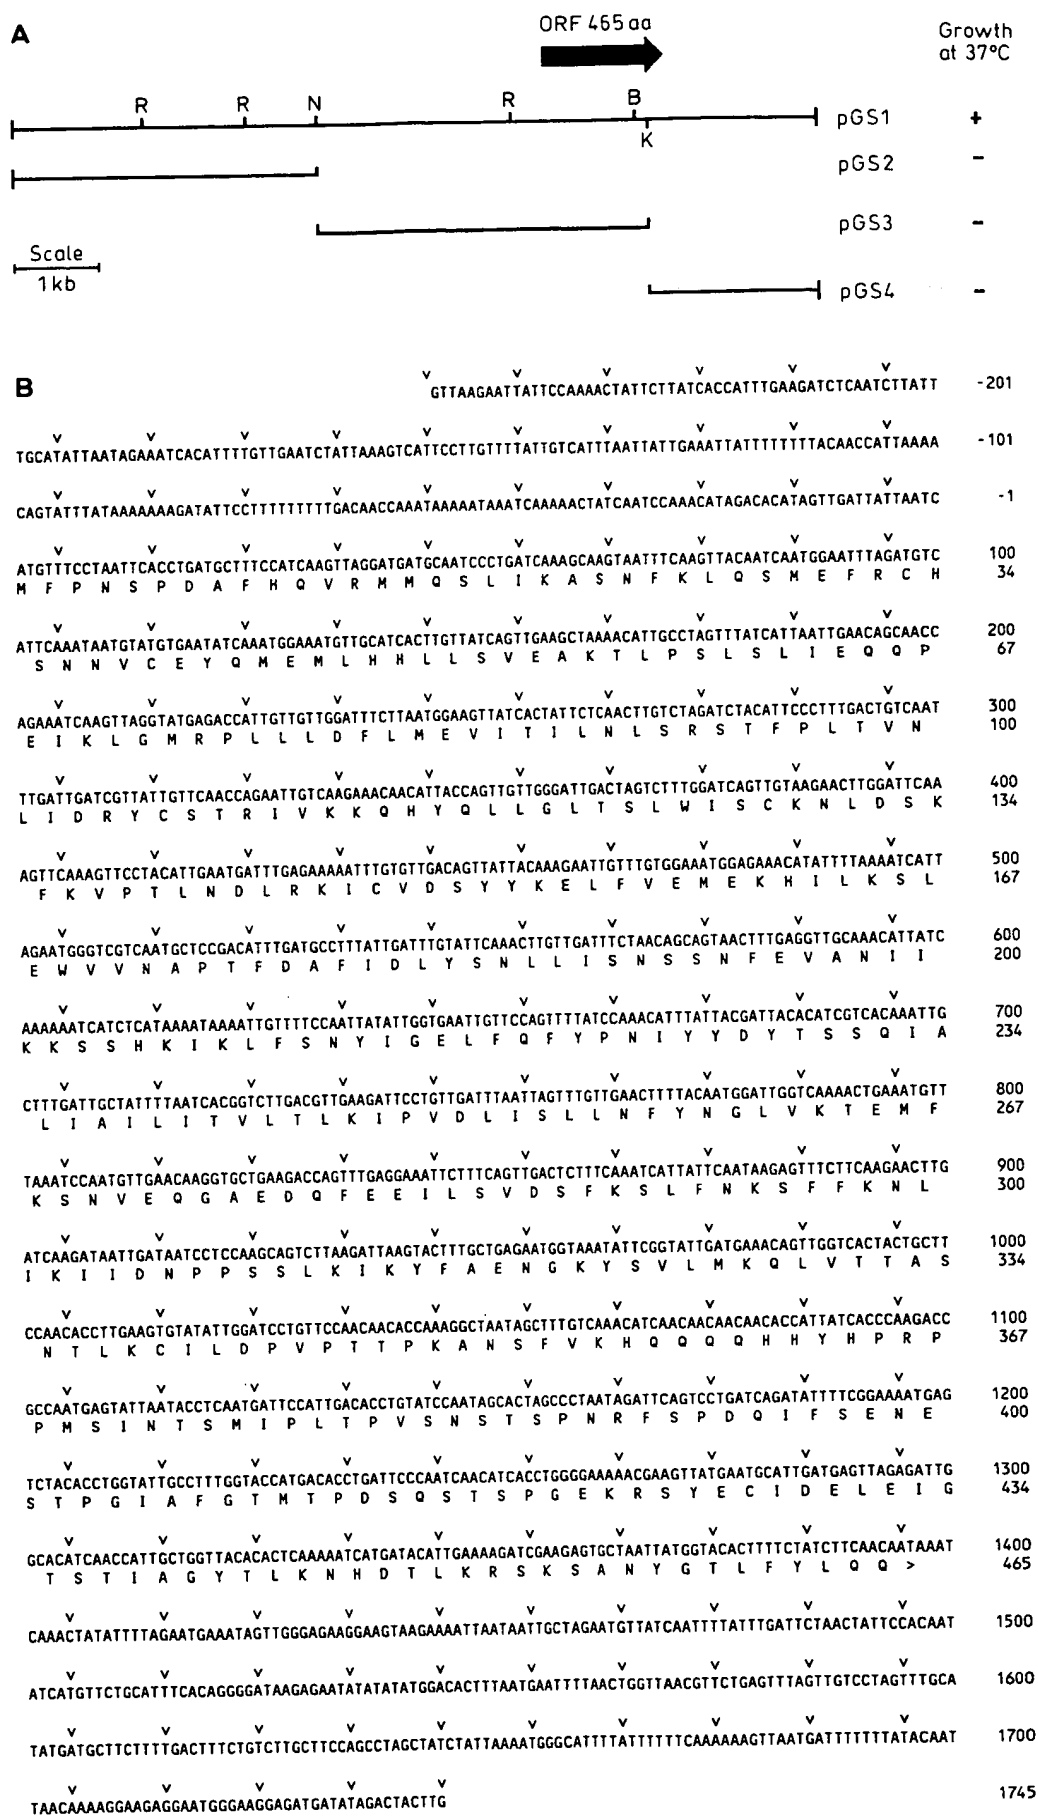 A
ORF 465 aa
Growth
at 37°C
R R N R B
K
pGS1 +
pGS2 -
pGS3 -
Scale
1 kb
pGS4 -
B
GTTAAGAATTATTCCAAAACTATTCTTATCACCATTTGAAGATCTCAATCTTATT -201
TGCATATTAATAGAAATCACATTTTGTTGAATCTATTAAAGTCATTCCTTGTTTTATTGTCATTTAATTATTGAAATTATTTTTTTTACAACCATTAAAA -101
CAGTATTTATAAAAAAAGATATTCCTTTTTTTTTGACAACCAAATAAAAATAAATCAAAAACTATCAATCCAAACATAGACACATAGTTGATTATTAATC -1
ATGTTTCCTAATTCACCTGATGCTTTCCATCAAGTTAGGATGATGCAATCCCTGATCAAAGCAAGTAATTTCAAGTTACAATCAATGGAATTTAGATGTC 100
M F P N S P D A F H Q V R M M Q S L I K A S N F K L Q S M E F R C H 34
ATTCAAATAATGTATGTGAATATCAAATGGAAATGTTGCATCACTTGTTATCAGTTGAAGCTAAAACATTGCCTAGTTTATCATTAATTGAACAGCAACC 200
S N N V C E Y Q M E M L H H L L S V E A K T L P S L S L I E Q Q P 67
AGAAATCAAGTTAGGTATGAGACCATTGTTGTTGGATTTCTTAATGGAAGTTATCACTATTCTCAACTTGTCTAGATCTACATTCCCTTTGACTGTCAAT 300
E I K L G M R P L L L D F L M E V I T I L N L S R S T F P L T V N 100
TTGATTGATCGTTATTGTTCAACCAGAATTGTCAAGAAACAACATTACCAGTTGTTGGGATTGACTAGTCTTTGGATCAGTTGTAAGAACTTGGATTCAA 400
L I D R Y C S T R I V K K Q H Y Q L L G L T S L W I S C K N L D S K 134
AGTTCAAAGTTCCTACATTGAATGATTTGAGAAAAATTTGTGTTGACAGTTATTACAAAGAATTGTTTGTGGAAATGGAGAAACATATTTTAAAATCATT 500
F K V P T L N D L R K I C V D S Y Y K E L F V E M E K H I L K S L 167
AGAATGGGTCGTCAATGCTCCGACATTTGATGCCTTTATTGATTTGTATTCAAACTTGTTGATTTCTAACAGCAGTAACTTTGAGGTTGCAAACATTATC 600
E W V V N A P T F D A F I D L Y S N L L I S N S S N F E V A N I I 200
AAAAAATCATCTCATAAAATAAAATTGTTTTCCAATTATATTGGTGAATTGTTCCAGTTTTATCCAAACATTTATTACGATTACACATCGTCACAAATTG 700
K K S S H K I K L F S N Y I G E L F Q F Y P N I Y Y D Y T S S Q I A 234
CTTTGATTGCTATTTTAATCACGGTCTTGACGTTGAAGATTCCTGTTGATTTAATTAGTTTGTTGAACTTTTACAATGGATTGGTCAAAACTGAAATGTT 800
L I A I L I T V L T L K I P V D L I S L L N F Y N G L V K T E M F 267
TAAATCCAATGTTGAACAAGGTGCTGAAGACCAGTTTGAGGAAATTCTTTCAGTTGACTCTTTCAAATCATTATTCAATAAGAGTTTCTTCAAGAACTTG 900
K S N V E Q G A E D Q F E E I L S V D S F K S L F N K S F F K N L 300
ATCAAGATAATTGATAATCCTCCAAGCAGTCTTAAGATTAAGTACTTTGCTGAGAATGGTAAATATTCGGTATTGATGAAACAGTTGGTCACTACTGCTT 1000
I K I I D N P P S S L K I K Y F A E N G K Y S V L M K Q L V T T A S 334
CCAACACCTTGAAGTGTATATTGGATCCTGTTCCAACAACACCAAAGGCTAATAGCTTTGTCAAACATCAACAACAACAACACCATTATCACCCAAGACC 1100
N T L K C I L D P V P T T P K A N S F V K H Q Q Q Q H H Y H P R P 367
GCCAATGAGTATTAATACCTCAATGATTCCATTGACACCTGTATCCAATAGCACTAGCCCTAATAGATTCAGTCCTGATCAGATATTTTCGGAAAATGAG 1200
P M S I N T S M I P L T P V S N S T S P N R F S P D Q I F S E N E 400
TCTACACCTGGTATTGCCTTTGGTACCATGACACCTGATTCCCAATCAACATCACCTGGGGAAAAACGAAGTTATGAATGCATTGATGAGTTAGAGATTG 1300
S T P G I A F G T M T P D S Q S T S P G E K R S Y E C I D E L E I G 434
GCACATCAACCATTGCTGGTTACACACTCAAAAATCATGATACATTGAAAAGATCGAAGAGTGCTAATTATGGTACACTTTTCTATCTTCAACAATAAAT 1400
T S T I A G Y T L K N H D T L K R S K S A N Y G T L F Y L Q Q > 465
CAAACTATATTTTAGAATGAAATAGTTGGGAGAAGGAAGTAAGAAAATTAATAATTGCTAGAATGTTATCAATTTTATTTGATTCTAACTATTCCACAAT 1500
ATCATGTTCTGCATTTCACAGGGGATAAGAGAATATATATATGGACACTTTAATGAATTTTAACTGGTTAACGTTCTGAGTTTAGTTGTCCTAGTTTGCA 1600
TATGATGCTTCTTTTGACTTTCTGTCTTGCTTCCAGCCTAGCTATCTATTAAAATGGGCATTTTATTTTTTTCAAAAAAGTTAATGATTTTTTTATACAAT 1700
TAACAAAAGGAAGAGGAATGGGAAGGAGATGATATAGACTACTTG 1745